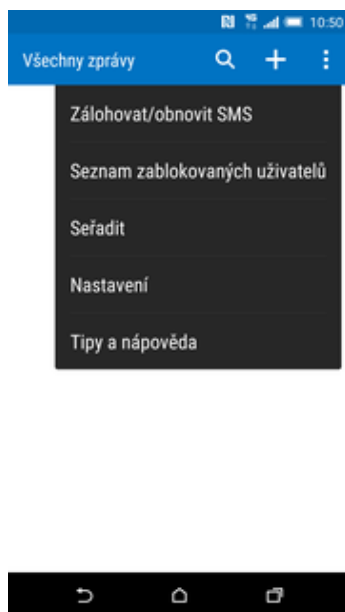 10:50
Všechny zprávy
Zálohovat/obnovit SMS
Seznam zablokovaných uživatelů
Seřadit
Nastavení
Tipy a nápověda